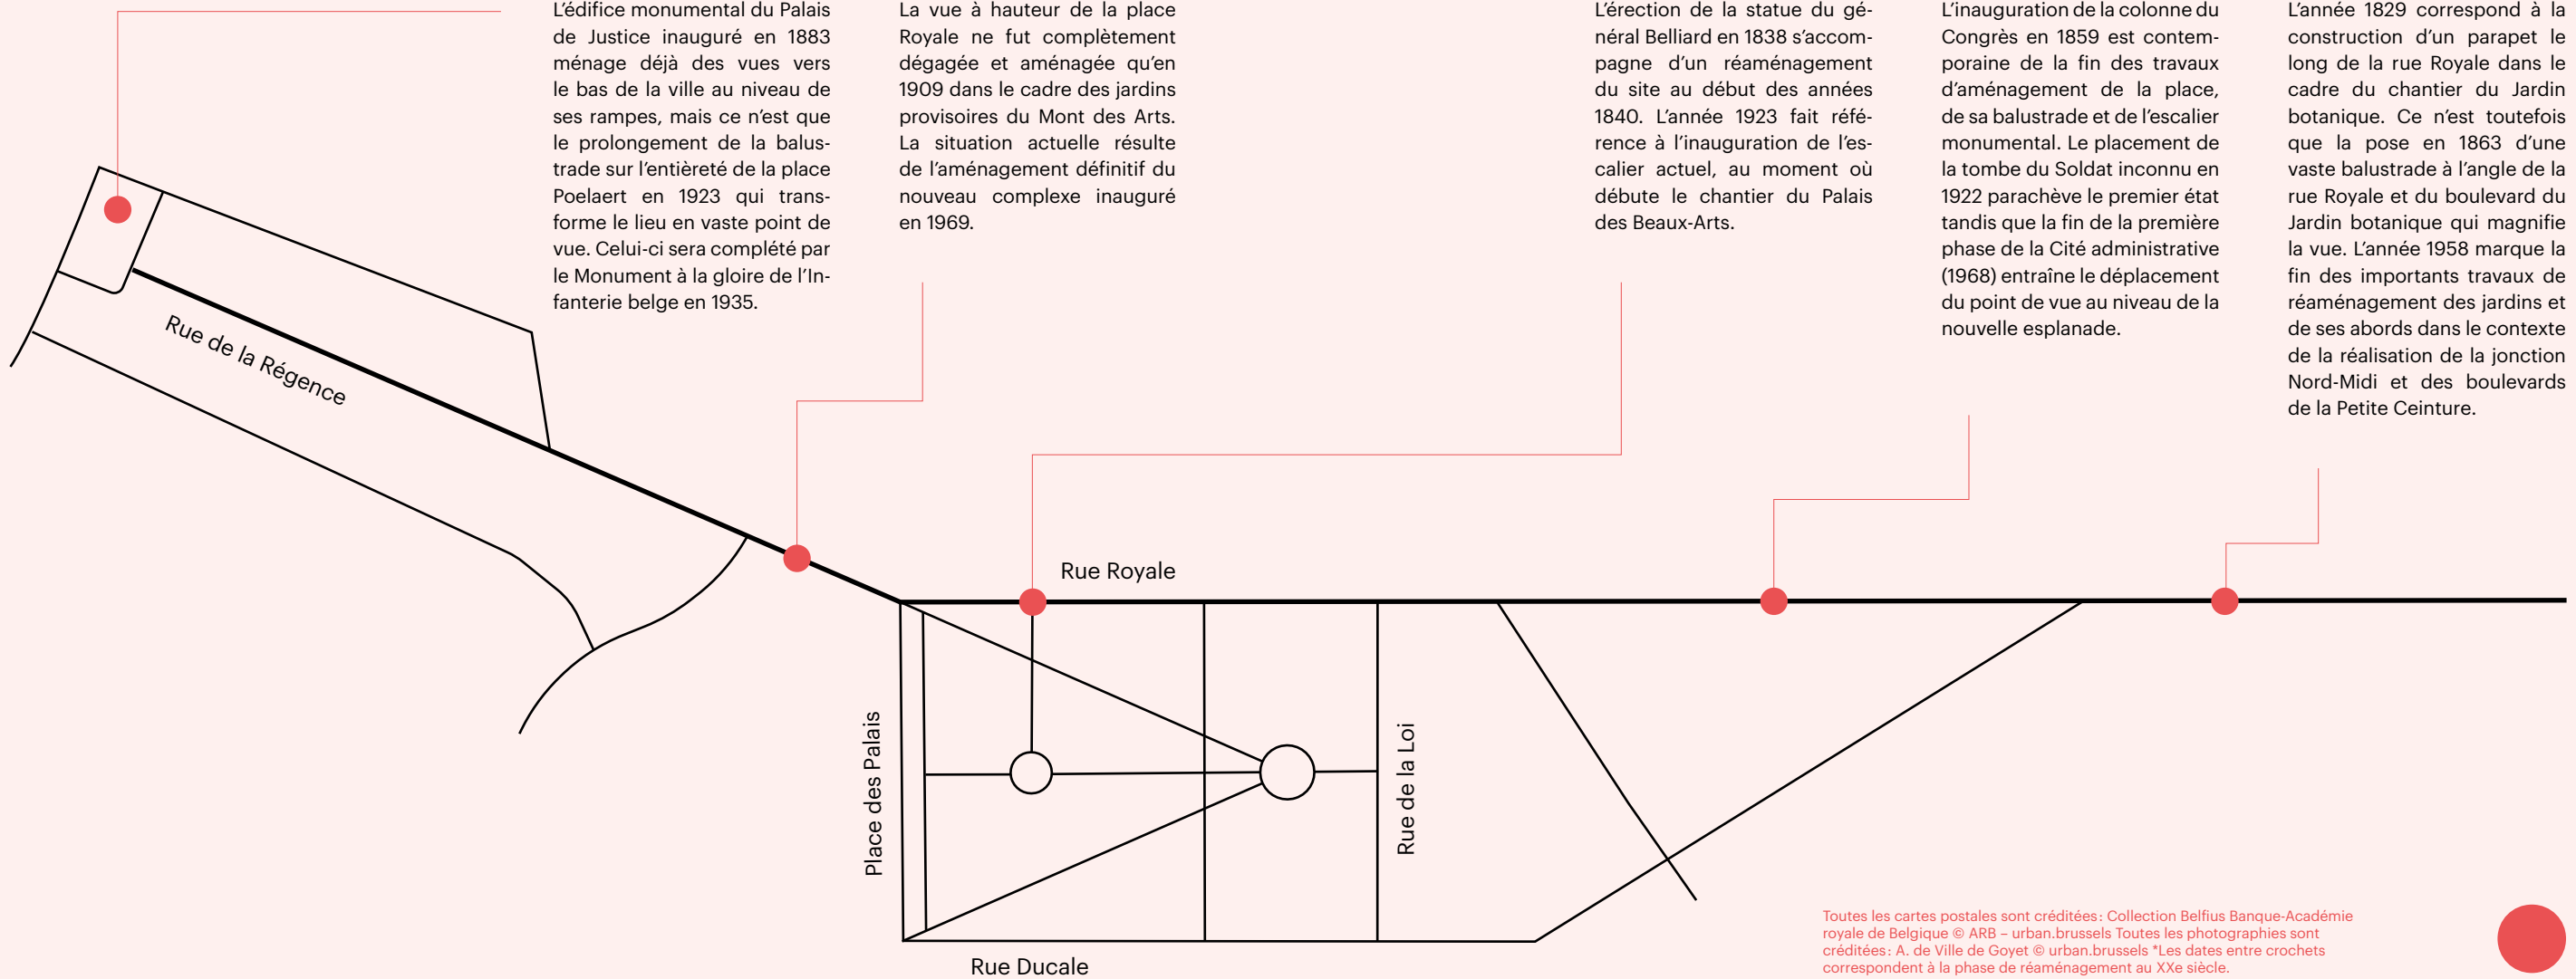 L’édifice monumental du Palais
de Justice inauguré en 1883
ménage déjà des vues vers
le bas de la ville au niveau de
ses rampes, mais ce n’est que
le prolongement de la balus-
trade sur l’entièreté de la place
Poelaert en 1923 qui trans-
forme le lieu en vaste point de
vue. Celui-ci sera complété par
le Monument à la gloire de l’In-
fanterie belge en 1935.
La vue à hauteur de la place
Royale ne fut complètement
dégagée et aménagée qu’en
1909 dans le cadre des jardins
provisoires du Mont des Arts.
La situation actuelle résulte
de l’aménagement définitif du
nouveau complexe inauguré
en 1969.
L’érection de la statue du gé-
néral Belliard en 1838 s’accom-
pagne d’un réaménagement
du site au début des années
1840. L’année 1923 fait réfé-
rence à l’inauguration de l’es-
calier actuel, au moment où
débute le chantier du Palais
des Beaux-Arts.
L’inauguration de la colonne du
Congrès en 1859 est contem-
poraine de la fin des travaux
d’aménagement de la place,
de sa balustrade et de l’escalier
monumental. Le placement de
la tombe du Soldat inconnu en
1922 parachève le premier état
tandis que la fin de la première
phase de la Cité administrative
(1968) entraîne le déplacement
du point de vue au niveau de la
nouvelle esplanade.
L’année 1829 correspond à la
construction d’un parapet le
long de la rue Royale dans le
cadre du chantier du Jardin
botanique. Ce n’est toutefois
que la pose en 1863 d’une
vaste balustrade à l’angle de la
rue Royale et du boulevard du
Jardin botanique qui magnifie
la vue. L’année 1958 marque la
fin des importants travaux de
réaménagement des jardins et
de ses abords dans le contexte
de la réalisation de la jonction
Nord-Midi et des boulevards
de la Petite Ceinture.
Rue de la Régence
Rue Royale
Place des Palais
Rue de la Loi
Rue Ducale
Toutes les cartes postales sont créditées : Collection Belfius Banque-Académie
royale de Belgique © ARB – urban.brussels Toutes les photographies sont
créditées : A. de Ville de Goyet © urban.brussels *Les dates entre crochets
correspondent à la phase de réaménagement au XXe siècle.